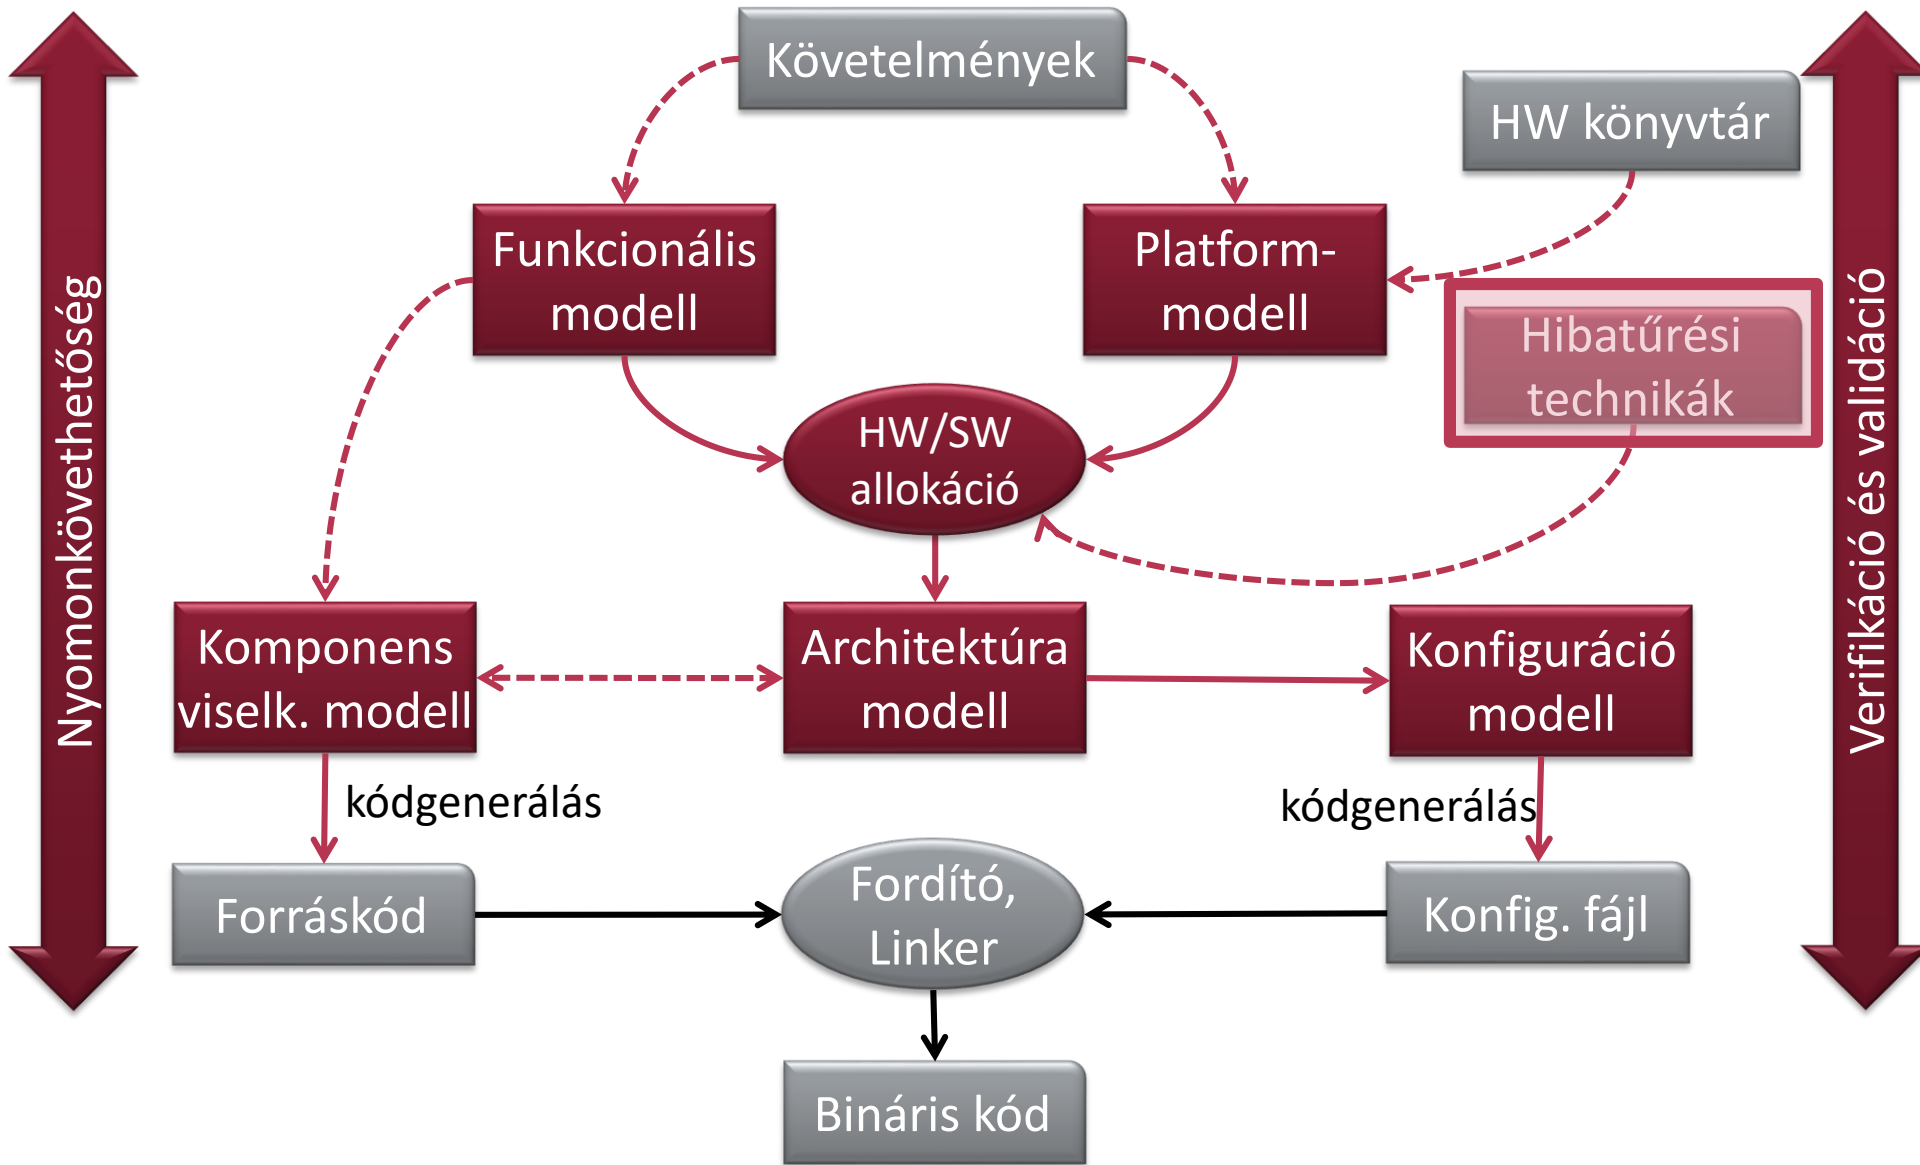 Követelmények
HW könyvtár
Funkcionális
modell
Platform-
modell
Hibatűrési
technikák
HW/SW
allokáció
Nyomonkövethetőség
Verifikáció és validáció
Komponens
viselk. modell
Architektúra
modell
Konfiguráció
modell
kódgenerálás
kódgenerálás
Forráskód
Fordító,
Linker
Konfig. fájl
Bináris kód